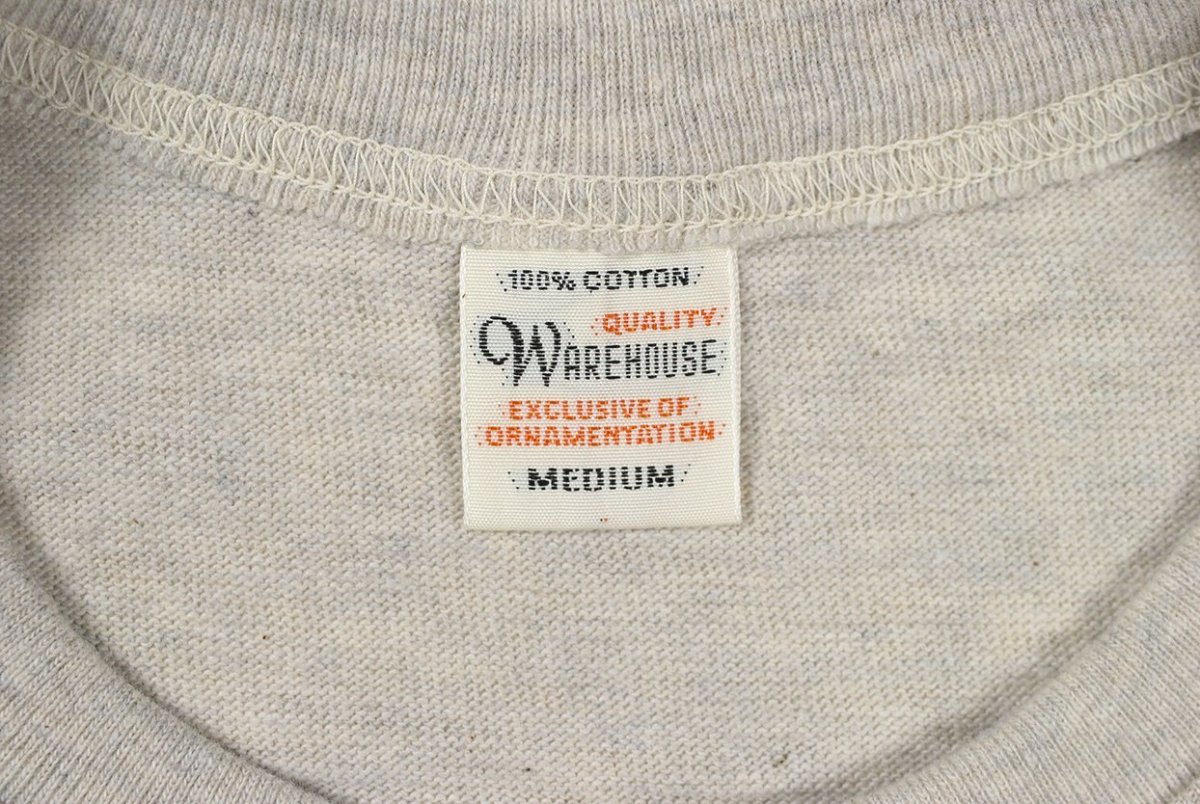 100% COTTON
QUALITY
WAREHOUSE
EXCLUSIVE OF
ORNAMENTATION
MEDIUM